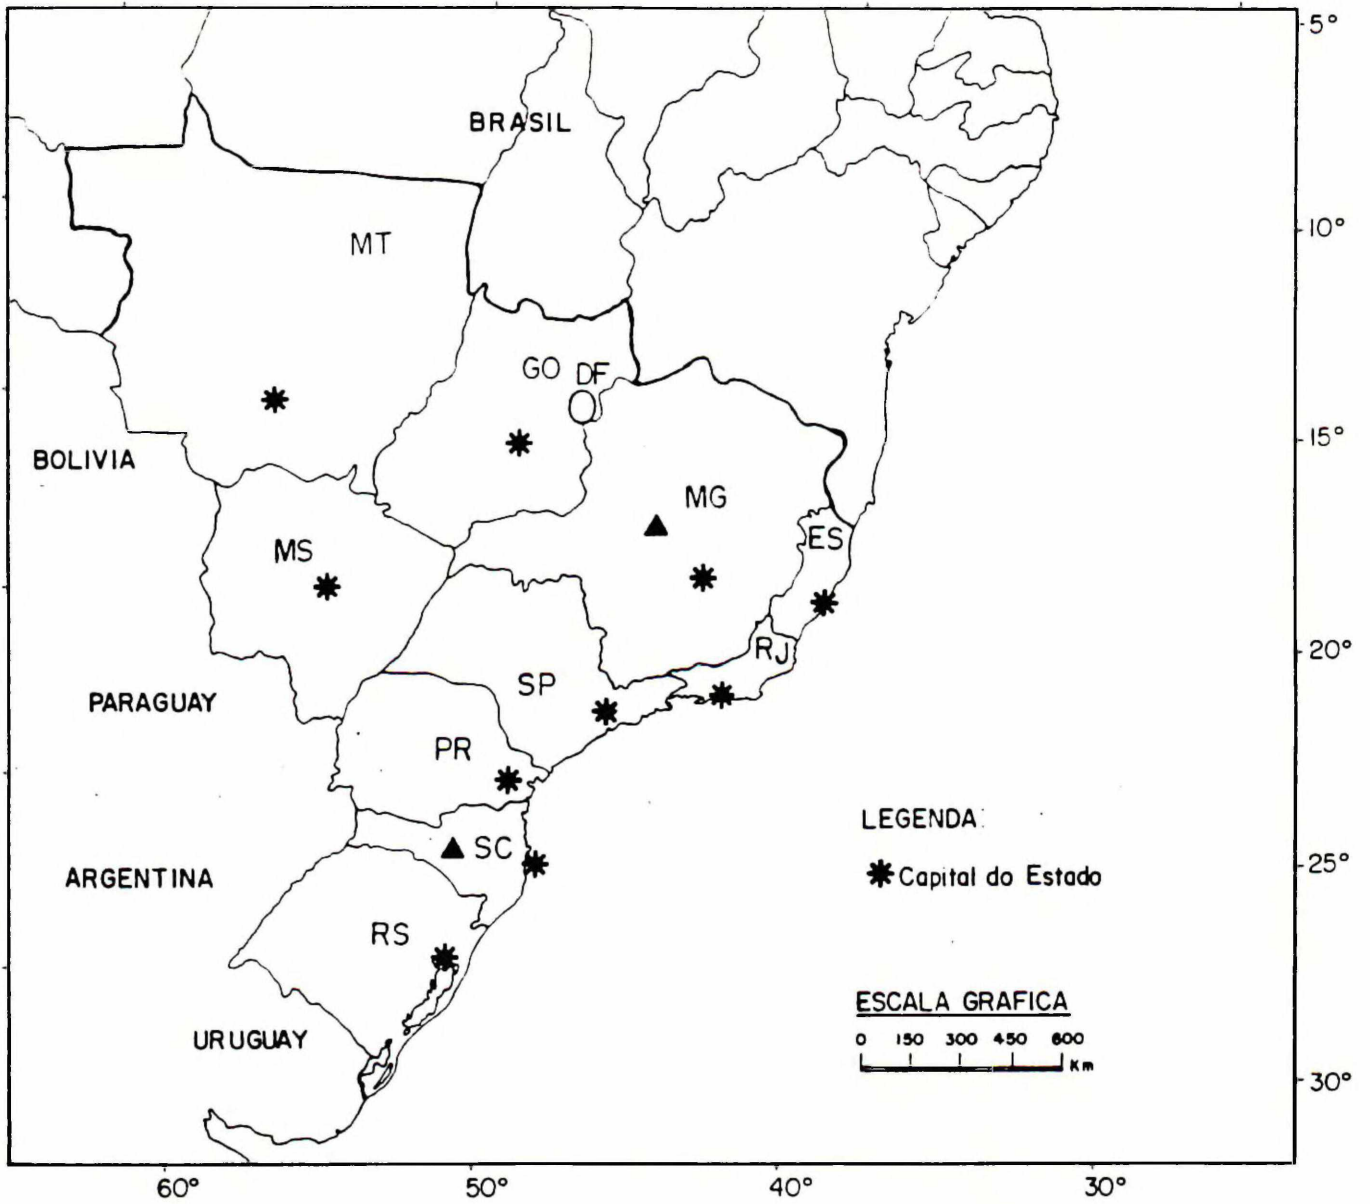 5°
BRASIL
10°
MT
GO DF
15°
BOLIVIA
MG
ES
MS
20°
RJ
SP
PARAGUAY
PR
LEGENDA:
SC
25°
ARGENTINA
Capital do Estado
RS
ESCALA GRAFICA
URUGUAY
0 150 300 450 600
Km
30°
60° 50° 40° 30°